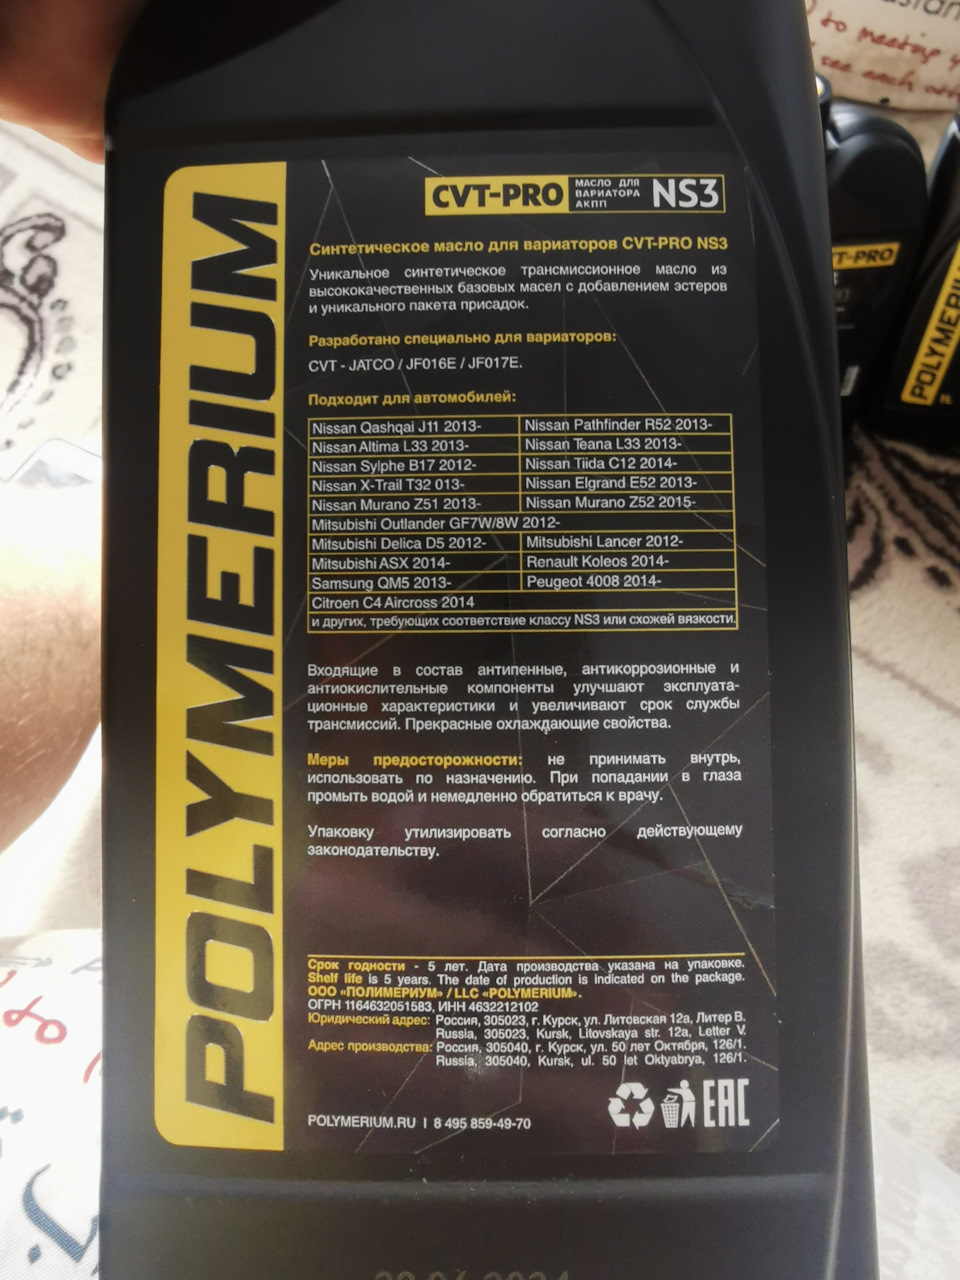 POLYMERIUM
CVT-PRO
МАСЛО ДЛЯ
ВАРИАТОРА
АКПП
NS3
Синтетическое масло для вариаторов CVT-PRO NS3
Уникальное синтетическое трансмиссионное масло из
высококачественных базовых масел с добавлением эстеров
и уникального пакета присадок.
Разработано специально для вариаторов:
CVT - JATCO / JF016E / JF017E.
Подходит для автомобилей:
Nissan Qashqai J11 2013- Nissan Pathfinder R52 2013-
Nissan Altima L33 2013- Nissan Teana L33 2013-
Nissan Sylphe B17 2012- Nissan Tiida C12 2014-
Nissan X-Trail T32 013- Nissan Elgrand E52 2013-
Nissan Murano Z51 2013- Nissan Murano Z52 2015-
Mitsubishi Outlander GF7W/8W 2012-
Mitsubishi Delica D5 2012- Mitsubishi Lancer 2012-
Mitsubishi ASX 2014- Renault Koleos 2014-
Samsung QM5 2013- Peugeot 4008 2014-
Citroen C4 Aircross 2014
и других, требующих соответствие классу NS3 или схожей вязкости.
Входящие в состав антипенные, антикоррозионные и
антиокислительные компоненты улучшают эксплуата-
ционные характеристики и увеличивают срок службы
трансмиссий. Прекрасные охлаждающие свойства.
Меры предосторожности: не принимать внутрь,
использовать по назначению. При попадании в глаза
промыть водой и немедленно обратиться к врачу.
Упаковку утилизировать согласно действующему
законодательству.
Срок годности - 5 лет. Дата производства указана на упаковке.
Shelf life is 5 years. The date of production is indicated on the package.
ООО «ПОЛИМЕРИУМ» / LLC «POLYMERIUM».
ОГРН 1164632051583, ИНН 4632212102
Юридический адрес: Россия, 305023, г. Курск, ул. Литовская 12а, Литер В.
Russia, 305023, Kursk, Litovskaya str. 12a, Letter V.
Адрес производства: Россия, 305040, г. Курск, ул. 50 лет Октября, 126/1.
Russia, 305040, Kursk, ul. 50 let Oktyabrya, 126/1.
POLYMERIUM.RU | 8 495 859-49-70
EAC
to meeting
see each
T-PRO
POLYMERI